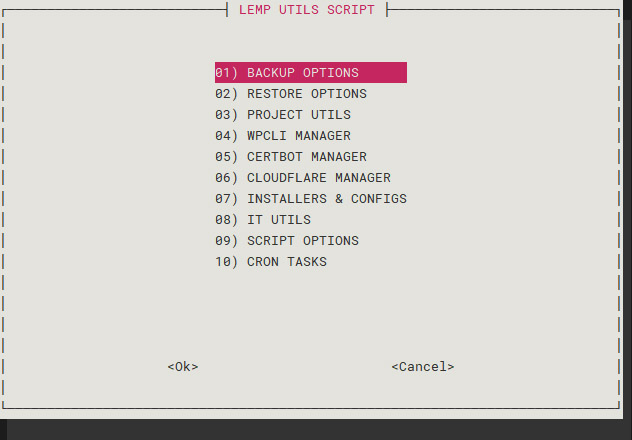 LEMP UTILS SCRIPT
01) BACKUP OPTIONS
02) RESTORE OPTIONS
03) PROJECT UTILS
04) WPCLI MANAGER
05) CERTBOT MANAGER
06) CLOUDFLARE MANAGER
07) INSTALLERS & CONFIGS
08) IT UTILS
09) SCRIPT OPTIONS
10) CRON TASKS
<Ok> <Cancel>